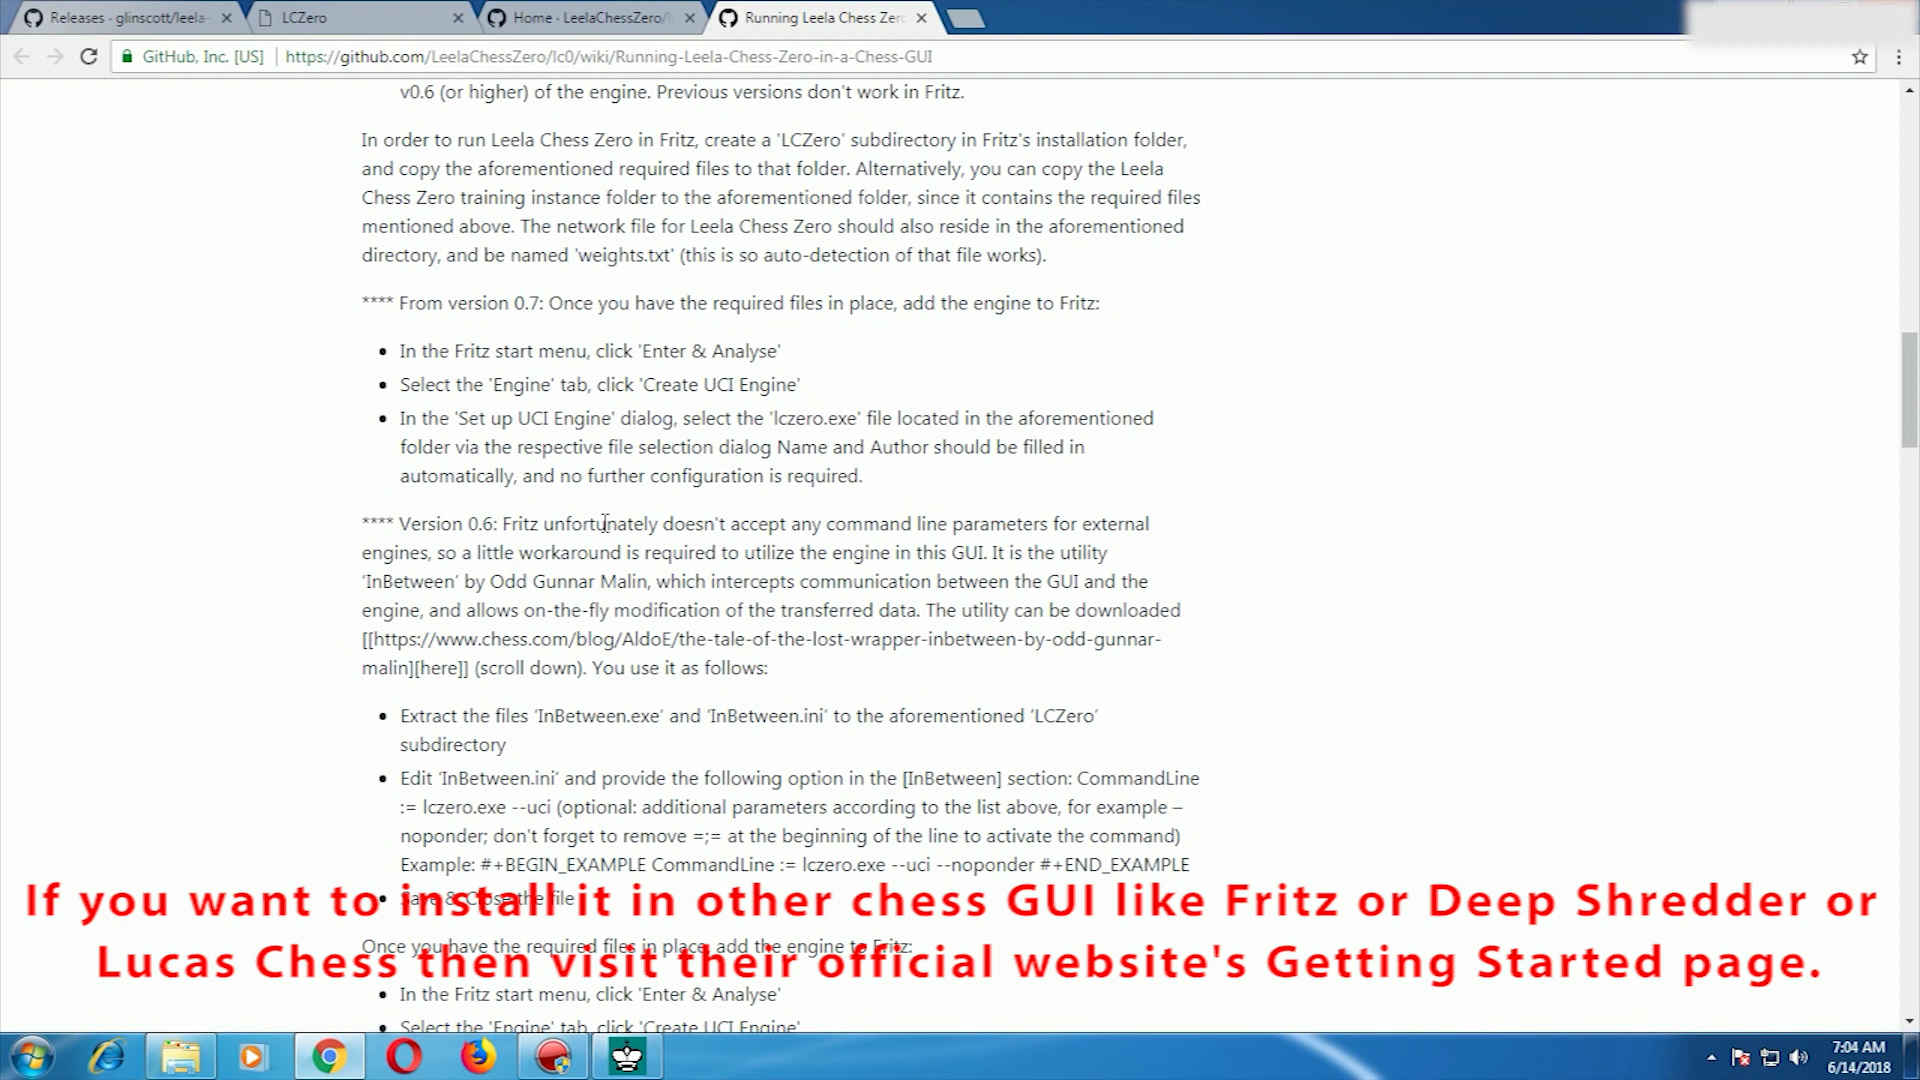 Releases · glinscott/leela-
LCZero
Home · LeelaChessZero/l
Running Leela Chess Zer
GitHub, Inc. [US]
https://github.com/LeelaChessZero/lc0/wiki/Running-Leela-Chess-Zero-in-a-Chess-GUI
v0.6 (or higher) of the engine. Previous versions don't work in Fritz.
In order to run Leela Chess Zero in Fritz, create a 'LCZero' subdirectory in Fritz's installation folder,
and copy the aforementioned required files to that folder. Alternatively, you can copy the Leela
Chess Zero training instance folder to the aforementioned folder, since it contains the required files
mentioned above. The network file for Leela Chess Zero should also reside in the aforementioned
directory, and be named 'weights.txt' (this is so auto-detection of that file works).
**** From version 0.7: Once you have the required files in place, add the engine to Fritz:
• In the Fritz start menu, click 'Enter & Analyse'
• Select the 'Engine' tab, click 'Create UCI Engine'
• In the 'Set up UCI Engine' dialog, select the 'lczero.exe' file located in the aforementioned
folder via the respective file selection dialog Name and Author should be filled in
automatically, and no further configuration is required.
**** Version 0.6: Fritz unfortunately doesn't accept any command line parameters for external
engines, so a little workaround is required to utilize the engine in this GUI. It is the utility
‘InBetween’ by Odd Gunnar Malin, which intercepts communication between the GUI and the
engine, and allows on-the-fly modification of the transferred data. The utility can be downloaded
[[https://www.chess.com/blog/AldoE/the-tale-of-the-lost-wrapper-inbetween-by-odd-gunnar-
malin][here]] (scroll down). You use it as follows:
• Extract the files ‘InBetween.exe’ and ‘InBetween.ini’ to the aforementioned ‘LCZero’
subdirectory
• Edit ‘InBetween.ini’ and provide the following option in the [InBetween] section: CommandLine
:= lczero.exe --uci (optional: additional parameters according to the list above, for example –
noponder; don't forget to remove =;= at the beginning of the line to activate the command)
Example: #+BEGIN_EXAMPLE CommandLine := lczero.exe --uci --noponder #+END_EXAMPLE
• Save & Close the file
If you want to install it in other chess GUI like Fritz or Deep Shredder or
Once you have the required files in place, add the engine to Fritz:
Lucas Chess then visit their official website's Getting Started page.
• In the Fritz start menu, click 'Enter & Analyse'
• Select the 'Engine' tab, click 'Create UCI Engine'
7:04 AM
6/14/2018